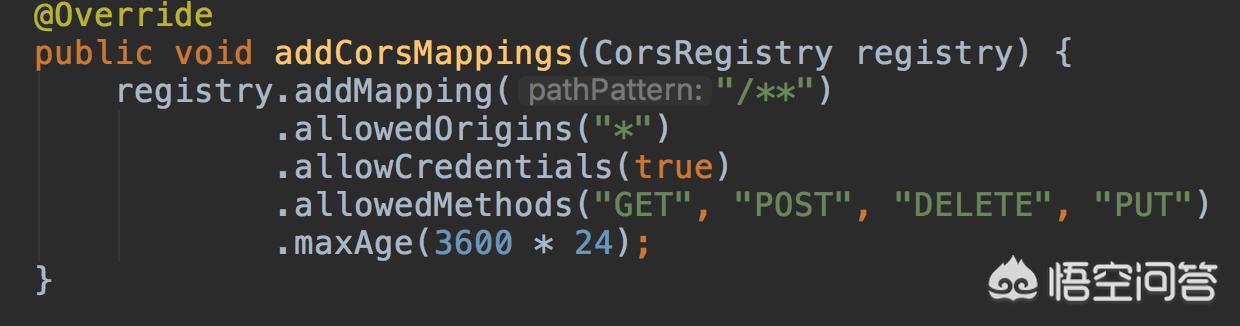 @Override
public void addCorsMappings(CorsRegistry registry) {
registry.addMapping( pathPattern: "/**")
.allowedOrigins("*")
.allowCredentials(true)
.allowedMethods("GET", "POST", "DELETE", "PUT")
.maxAge(3600 * 24);
}
悟空问答